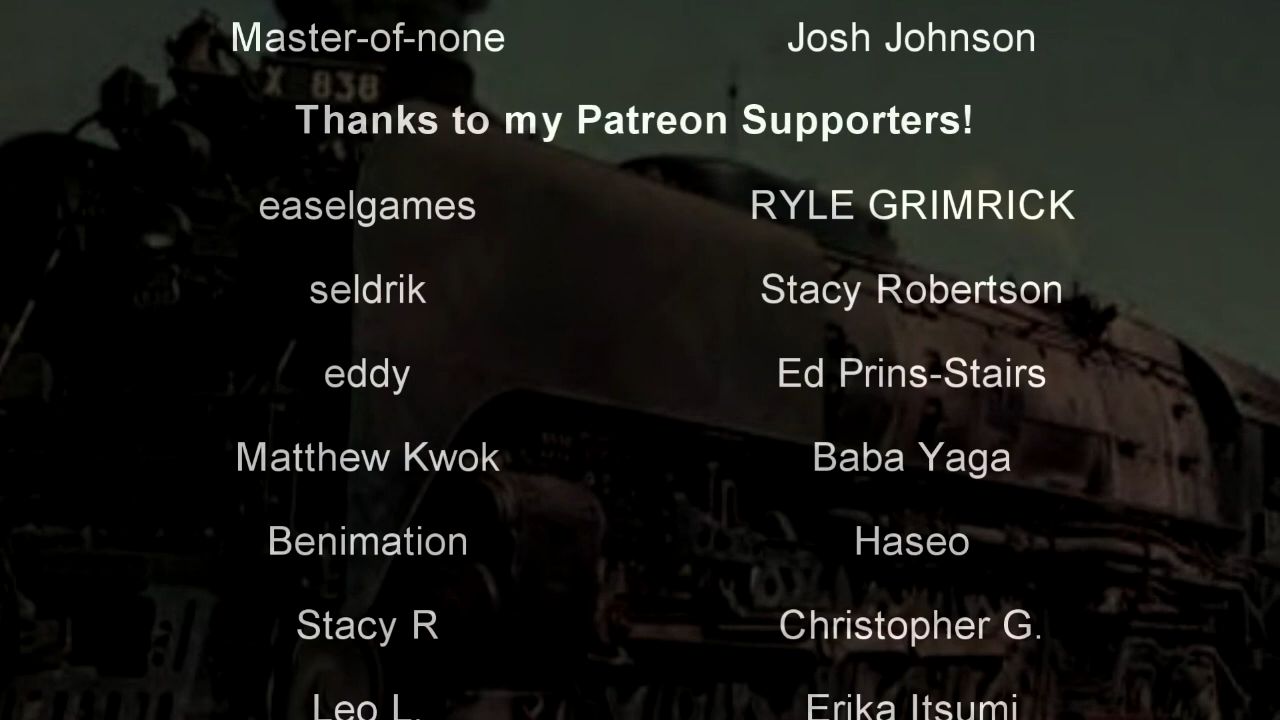 Master-of-none Josh Johnson
X 838
Thanks to my Patreon Supporters!
easelgames RYLE GRIMRICK
seldrik Stacy Robertson
eddy Ed Prins-Stairs
Matthew Kwok Baba Yaga
Benimation Haseo
Stacy R Christopher G.
Leo L. Erika Itsumi